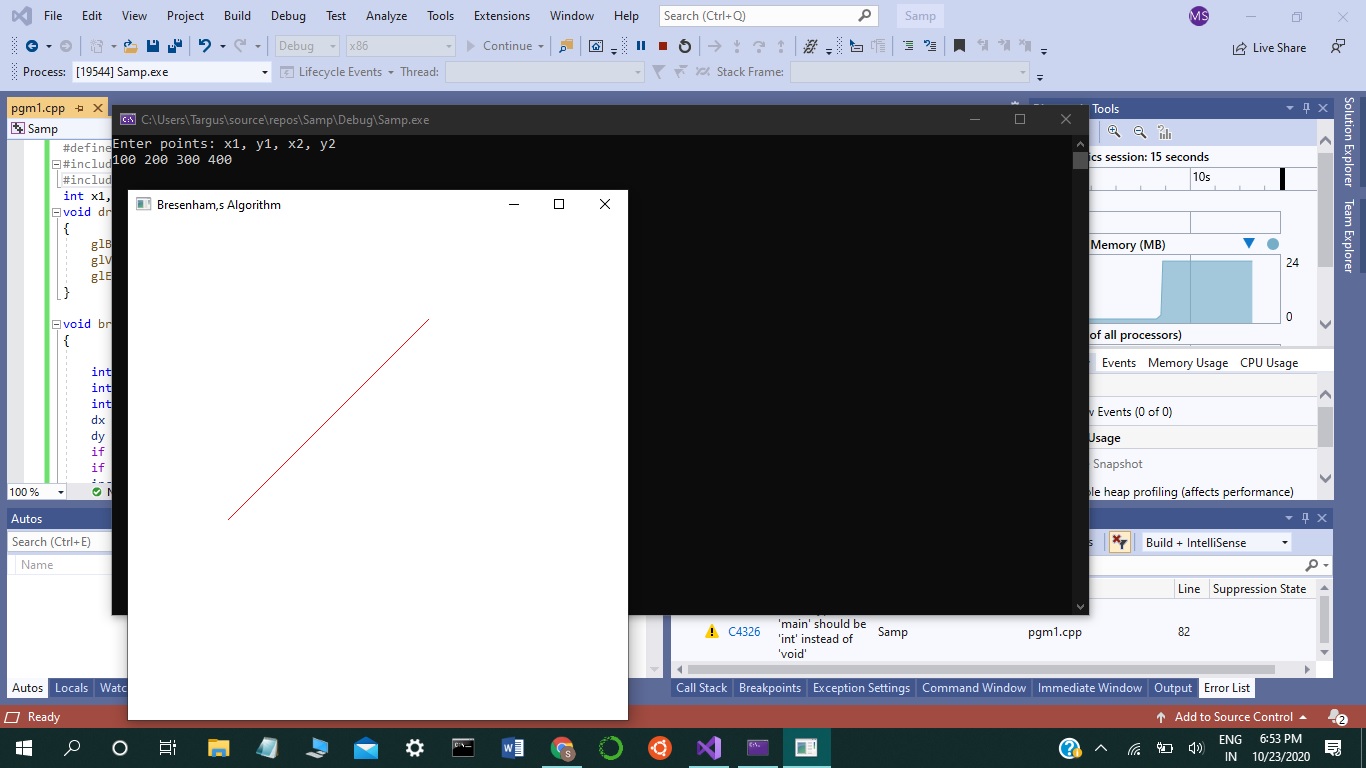 File Edit View Project Build Debug Test Analyze Tools Extensions Window Help Search (Ctrl+Q) Samp MS
Debug x86 Continue Live Share
Process: [19544] Samp.exe Lifecycle Events Thread: Stack Frame:
pgm1.cpp
Samp
#define
#includ
#includ
int x1,
void dr
{
glB
glV
glE
}
void br
{
int
int
int
dx
dy
if
if
100 %
C:\Users\Targus\source\repos\Samp\Debug\Samp.exe
Enter points: x1, y1, x2, y2
100 200 300 400
Bresenham,s Algorithm
Tools
ics session: 15 seconds
10s
Memory (MB)
24
0
of all processors)
Events Memory Usage CPU Usage
w Events (0 of 0)
Usage
Snapshot
le heap profiling (affects performance)
Solution Explorer
Team Explorer
Autos
Search (Ctrl+E)
Name
Autos Locals Watc
Build + IntelliSense
Line Suppression State
C4326 'main' should be 'int' instead of 'void' Samp pgm1.cpp 82
Call Stack Breakpoints Exception Settings Command Window Immediate Window Output Error List
Ready Add to Source Control 2
ENG
IN
6:53 PM
10/23/2020